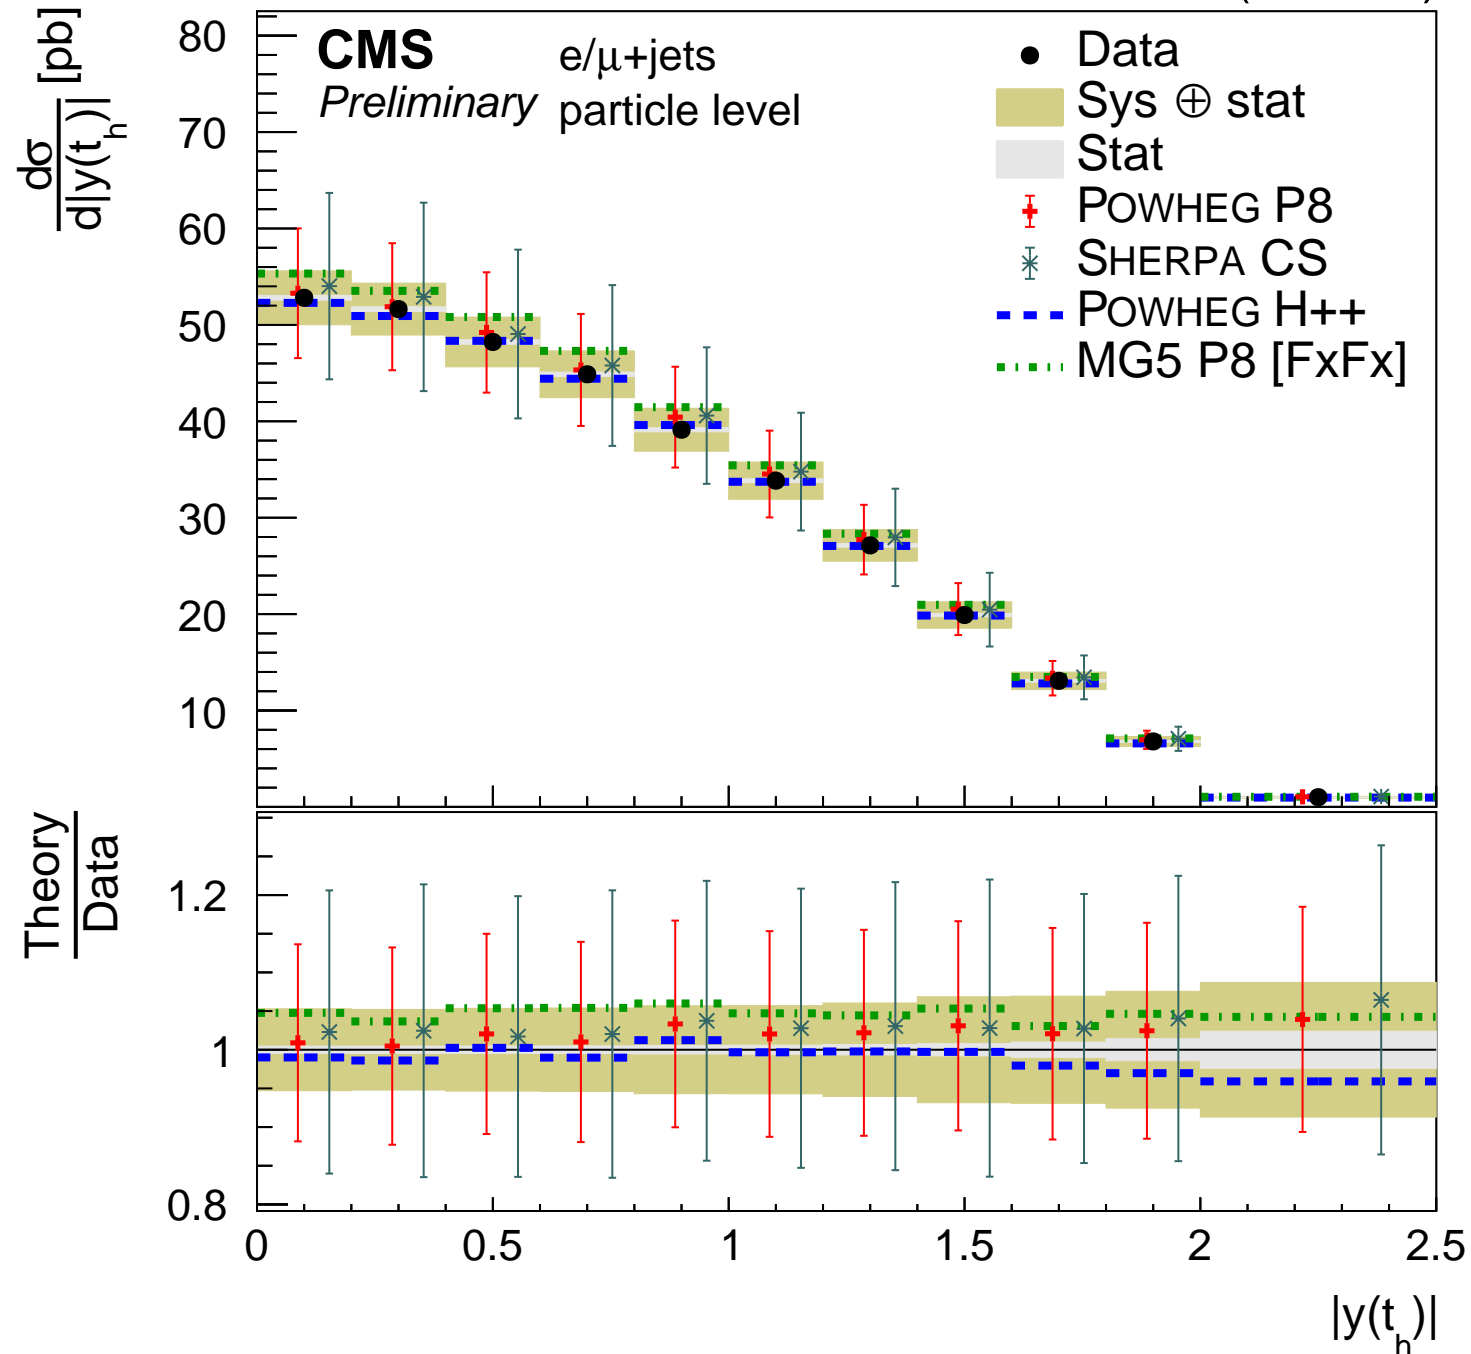 CMS e/μ+jets
Preliminary particle level
Data
Sys ⊕ stat
Stat
POWHEG P8
SHERPA CS
POWHEG H++
MG5 P8 [FxFx]
dσ
d|y(t_h)| [pb]
80
70
60
50
40
30
20
10
Theory
Data
1.2
1
0.8
0 0.5 1 1.5 2 2.5
|y(t_h)|